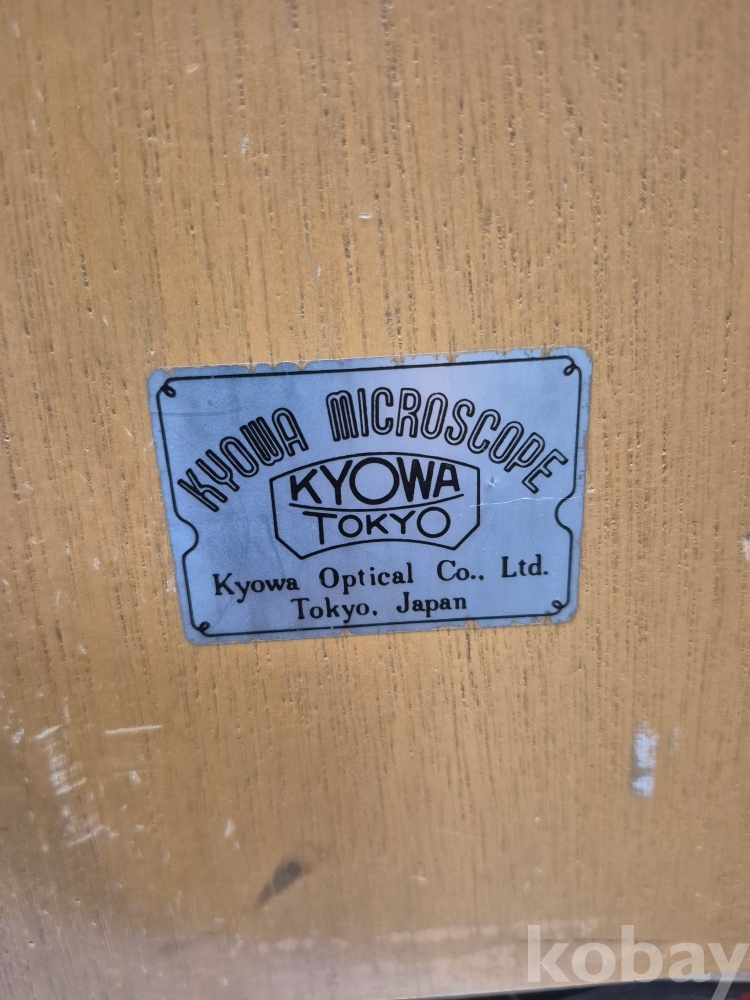 KYOWA MICROSCOPE
KYOWA
TOKYO
Kyowa Optical Co., Ltd.
Tokyo, Japan
kobay